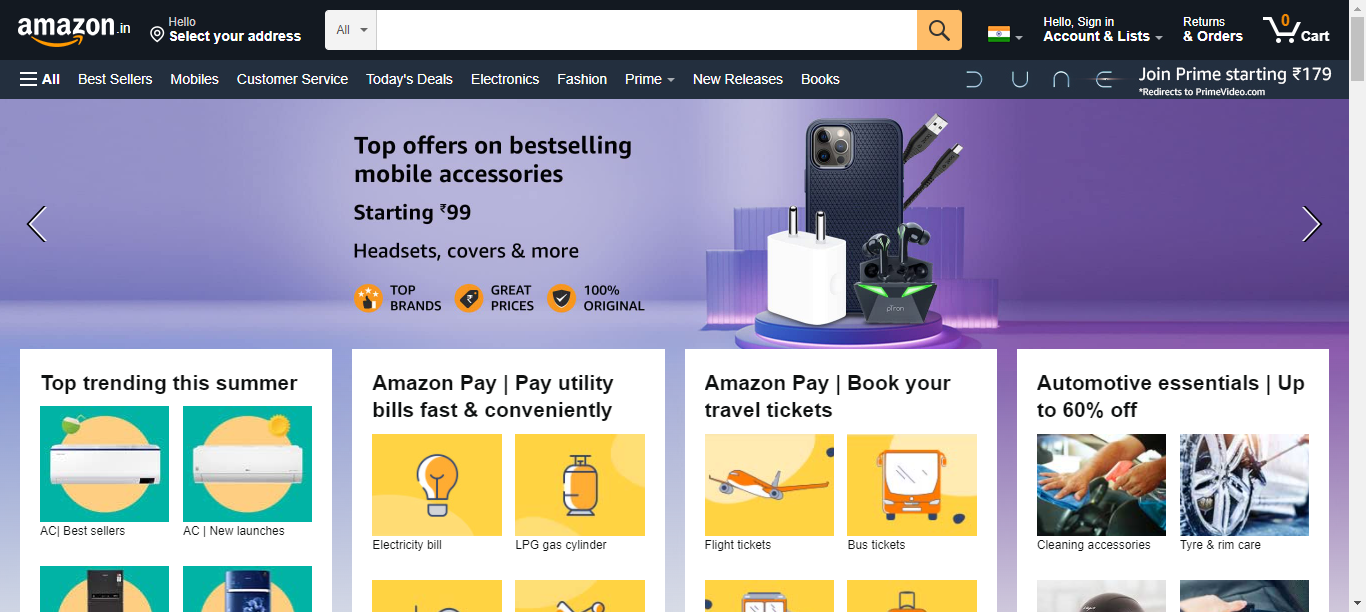 amazon.in
Hello
Select your address
All
Hello, Sign in
Account & Lists
Returns
& Orders
0
Cart
All
Best Sellers
Mobiles
Customer Service
Today's Deals
Electronics
Fashion
Prime
New Releases
Books
Join Prime starting ₹179
*Redirects to PrimeVideo.com
Top offers on bestselling
mobile accessories
Starting ₹99
Headsets, covers & more
TOP
BRANDS
GREAT
PRICES
100%
ORIGINAL
pTron
Top trending this summer
AC| Best sellers
AC | New launches
Amazon Pay | Pay utility
bills fast & conveniently
Electricity bill
LPG gas cylinder
Amazon Pay | Book your
travel tickets
Flight tickets
Bus tickets
Automotive essentials | Up
to 60% off
Cleaning accessories
Tyre & rim care